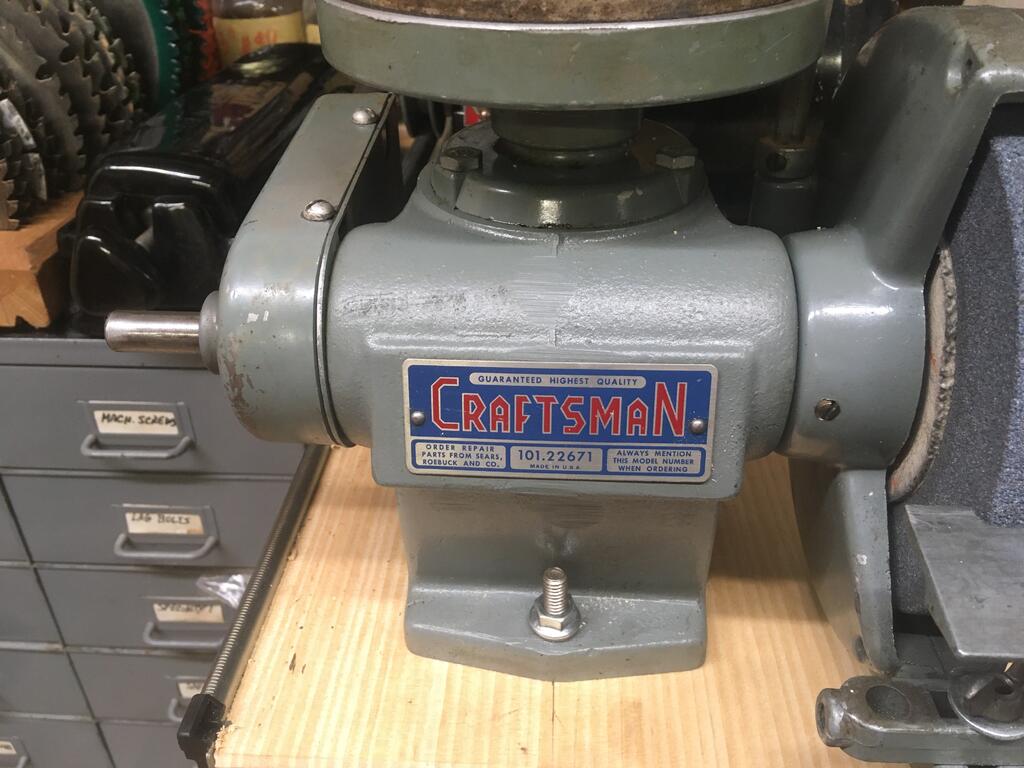 GUARANTEED HIGHEST QUALITY
CRAFTSMAN
ORDER REPAIR
PARTS FROM SEARS,
ROEBUCK AND CO.
101.22671
MADE IN U.S.A.
ALWAYS MENTION
THIS MODEL NUMBER
WHEN ORDERING
MACH. SCREWS
LAG BOLTS